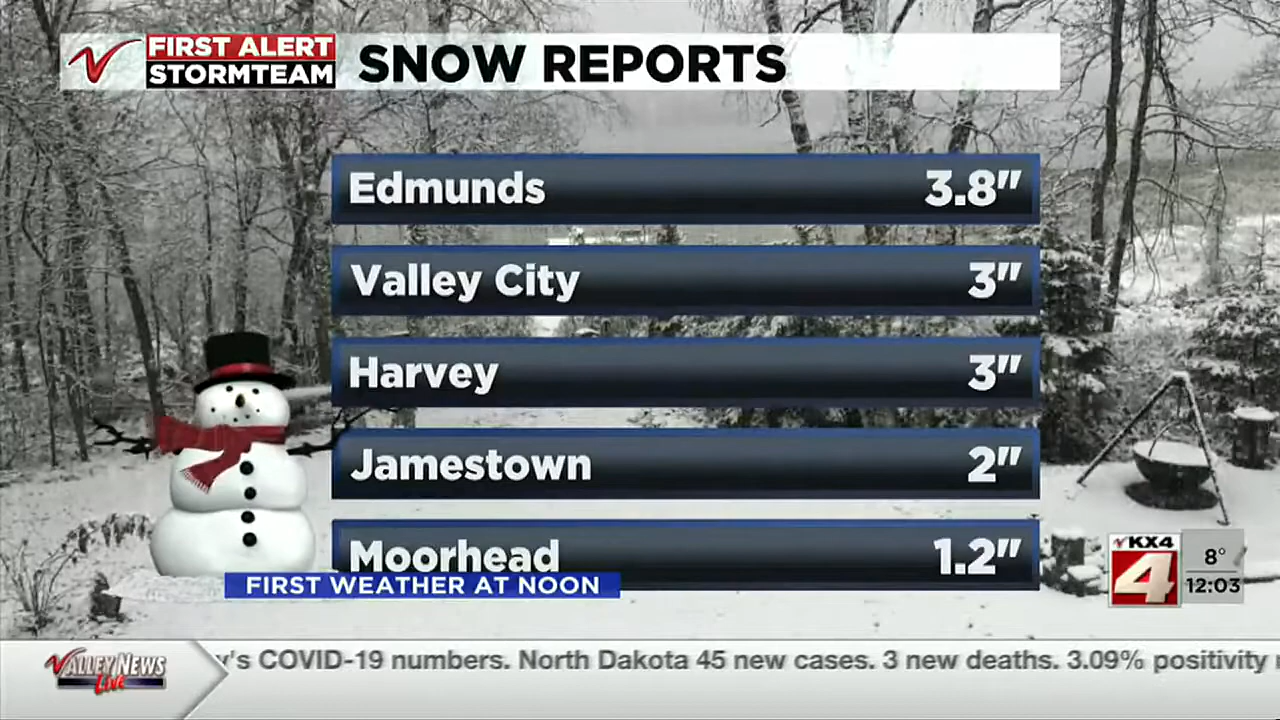 FIRST ALERT
STORMTEAM
SNOW REPORTS
Edmunds 3.8"
Valley City 3"
Harvey 3"
Jamestown 2"
Moorhead 1.2"
FIRST WEATHER AT NOON
KX4
4
8°
12:03
VALLEY NEWS
Live
y's COVID-19 numbers. North Dakota 45 new cases. 3 new deaths. 3.09% positivity